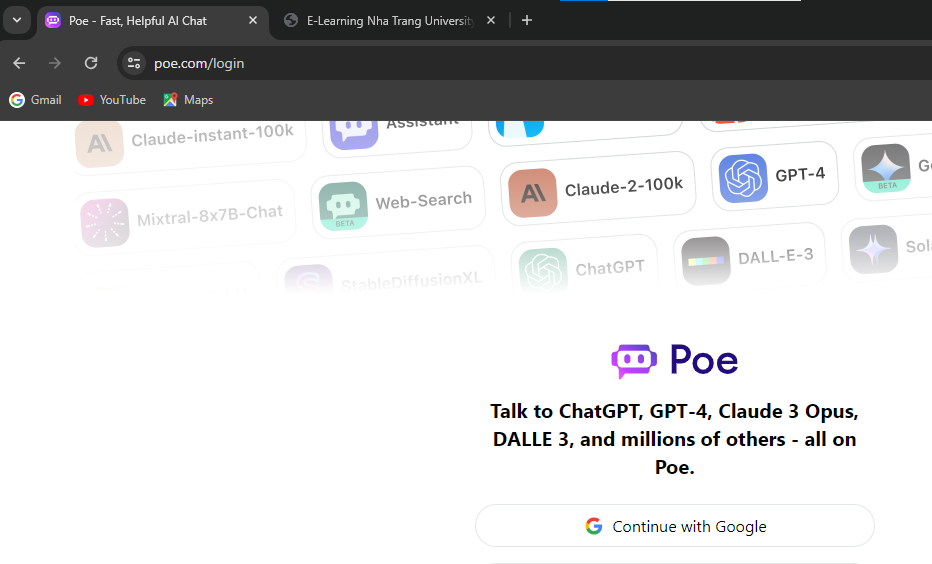 Poe - Fast, Helpful AI Chat
E-Learning Nha Trang University
poe.com/login
Gmail
YouTube
Maps
Claude-instant-100k
Assistant
Mixtral-8x7B-Chat
Web-Search
BETA
Claude-2-100k
GPT-4
BETA
StableDiffusionXL
ChatGPT
DALL-E-3
Poe
Talk to ChatGPT, GPT-4, Claude 3 Opus,
DALLE 3, and millions of others - all on
Poe.
Continue with Google